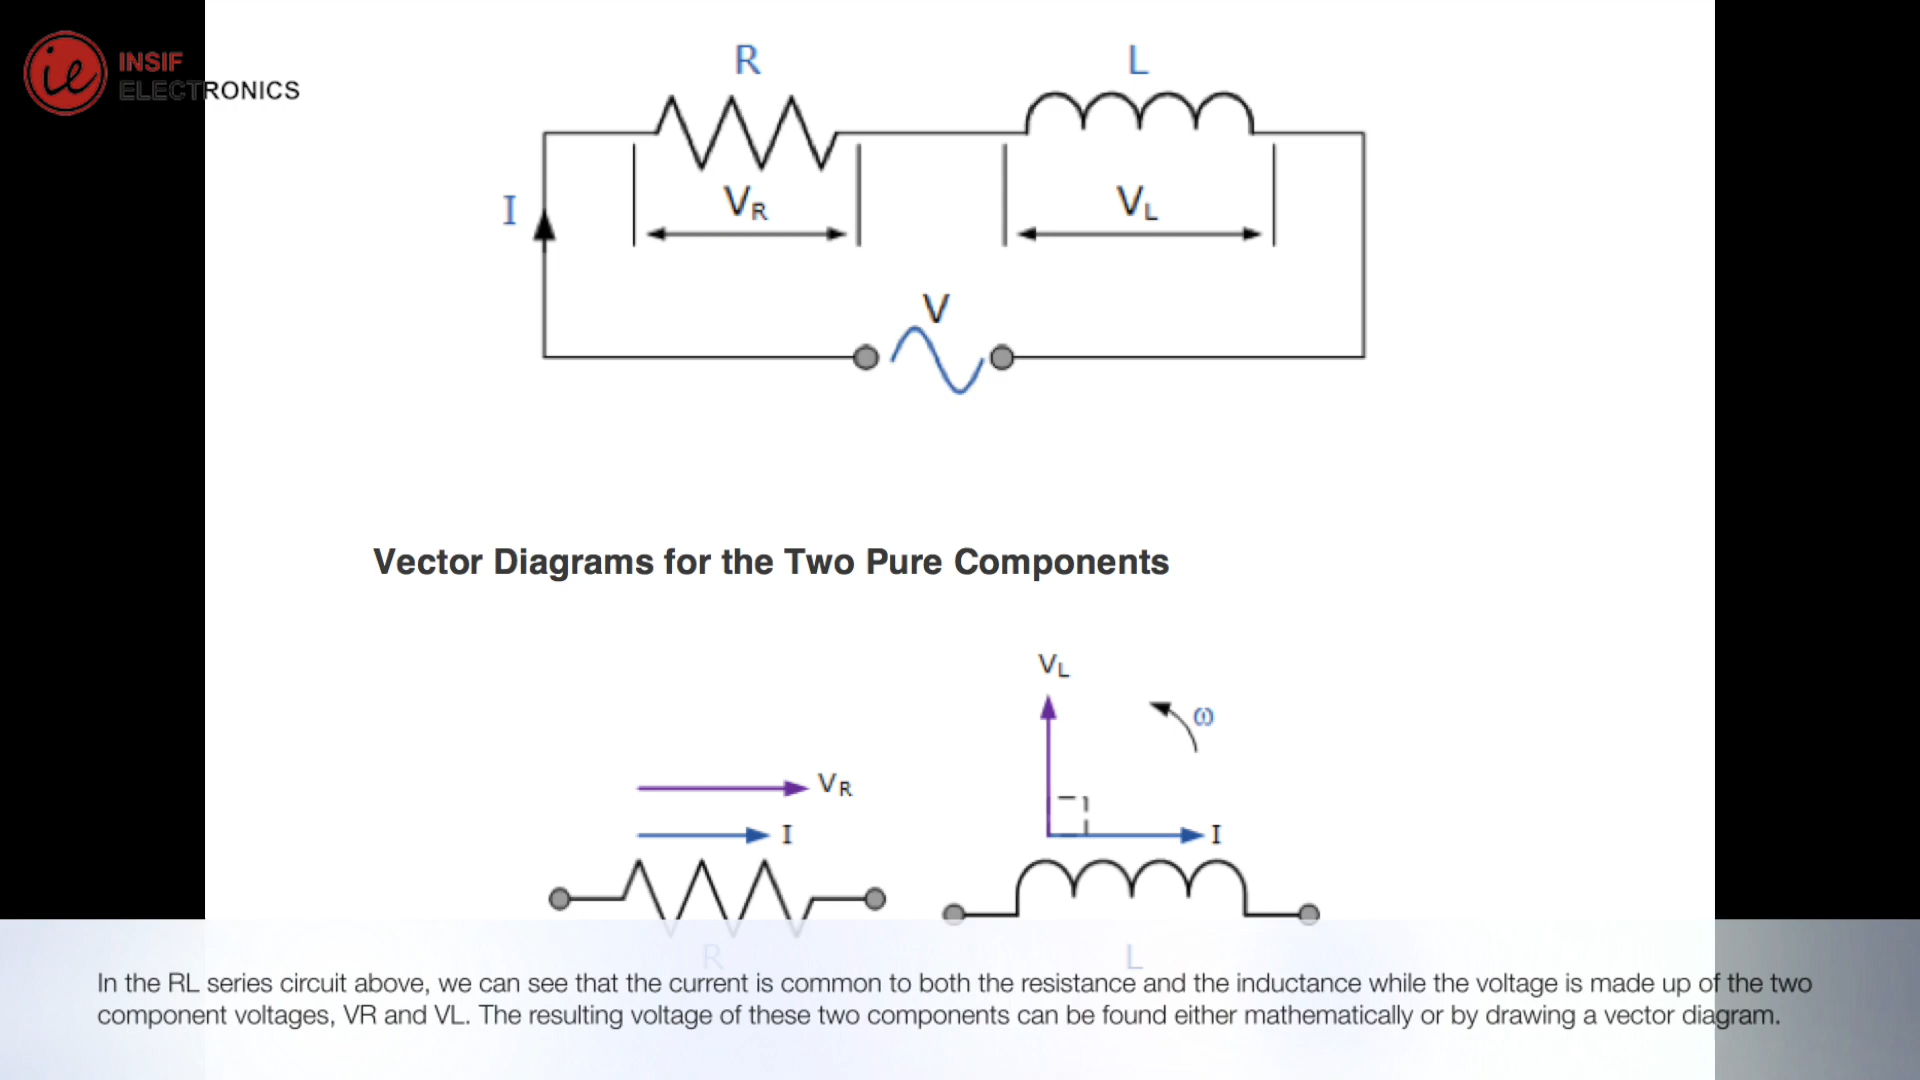 ie
INSIF
ELECTRONICS
R
L
I
VR
VL
V
Vector Diagrams for the Two Pure Components
VL
ω
VR
I
I
R
L
In the RL series circuit above, we can see that the current is common to both the resistance and the inductance while the voltage is made up of the two
component voltages, VR and VL. The resulting voltage of these two components can be found either mathematically or by drawing a vector diagram.